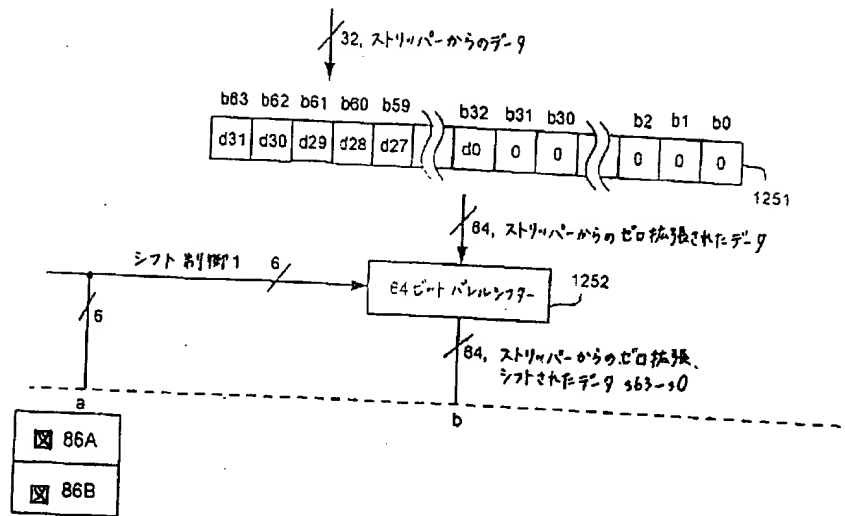 32, ストリッパーからのデータ
b63 b62 b61 b60 b59 b32 b31 b30 b2 b1 b0
d31 d30 d29 d28 d27 d0 0 0 0 0 0
1251
64, ストリッパーからのゼロ拡張されたデータ
シフト制御1 6
64ビットバレルシフター
1252
6
64, ストリッパーからのゼロ拡張、
シフトされたデータ s63-s0
a
b
図 86A
図 86B